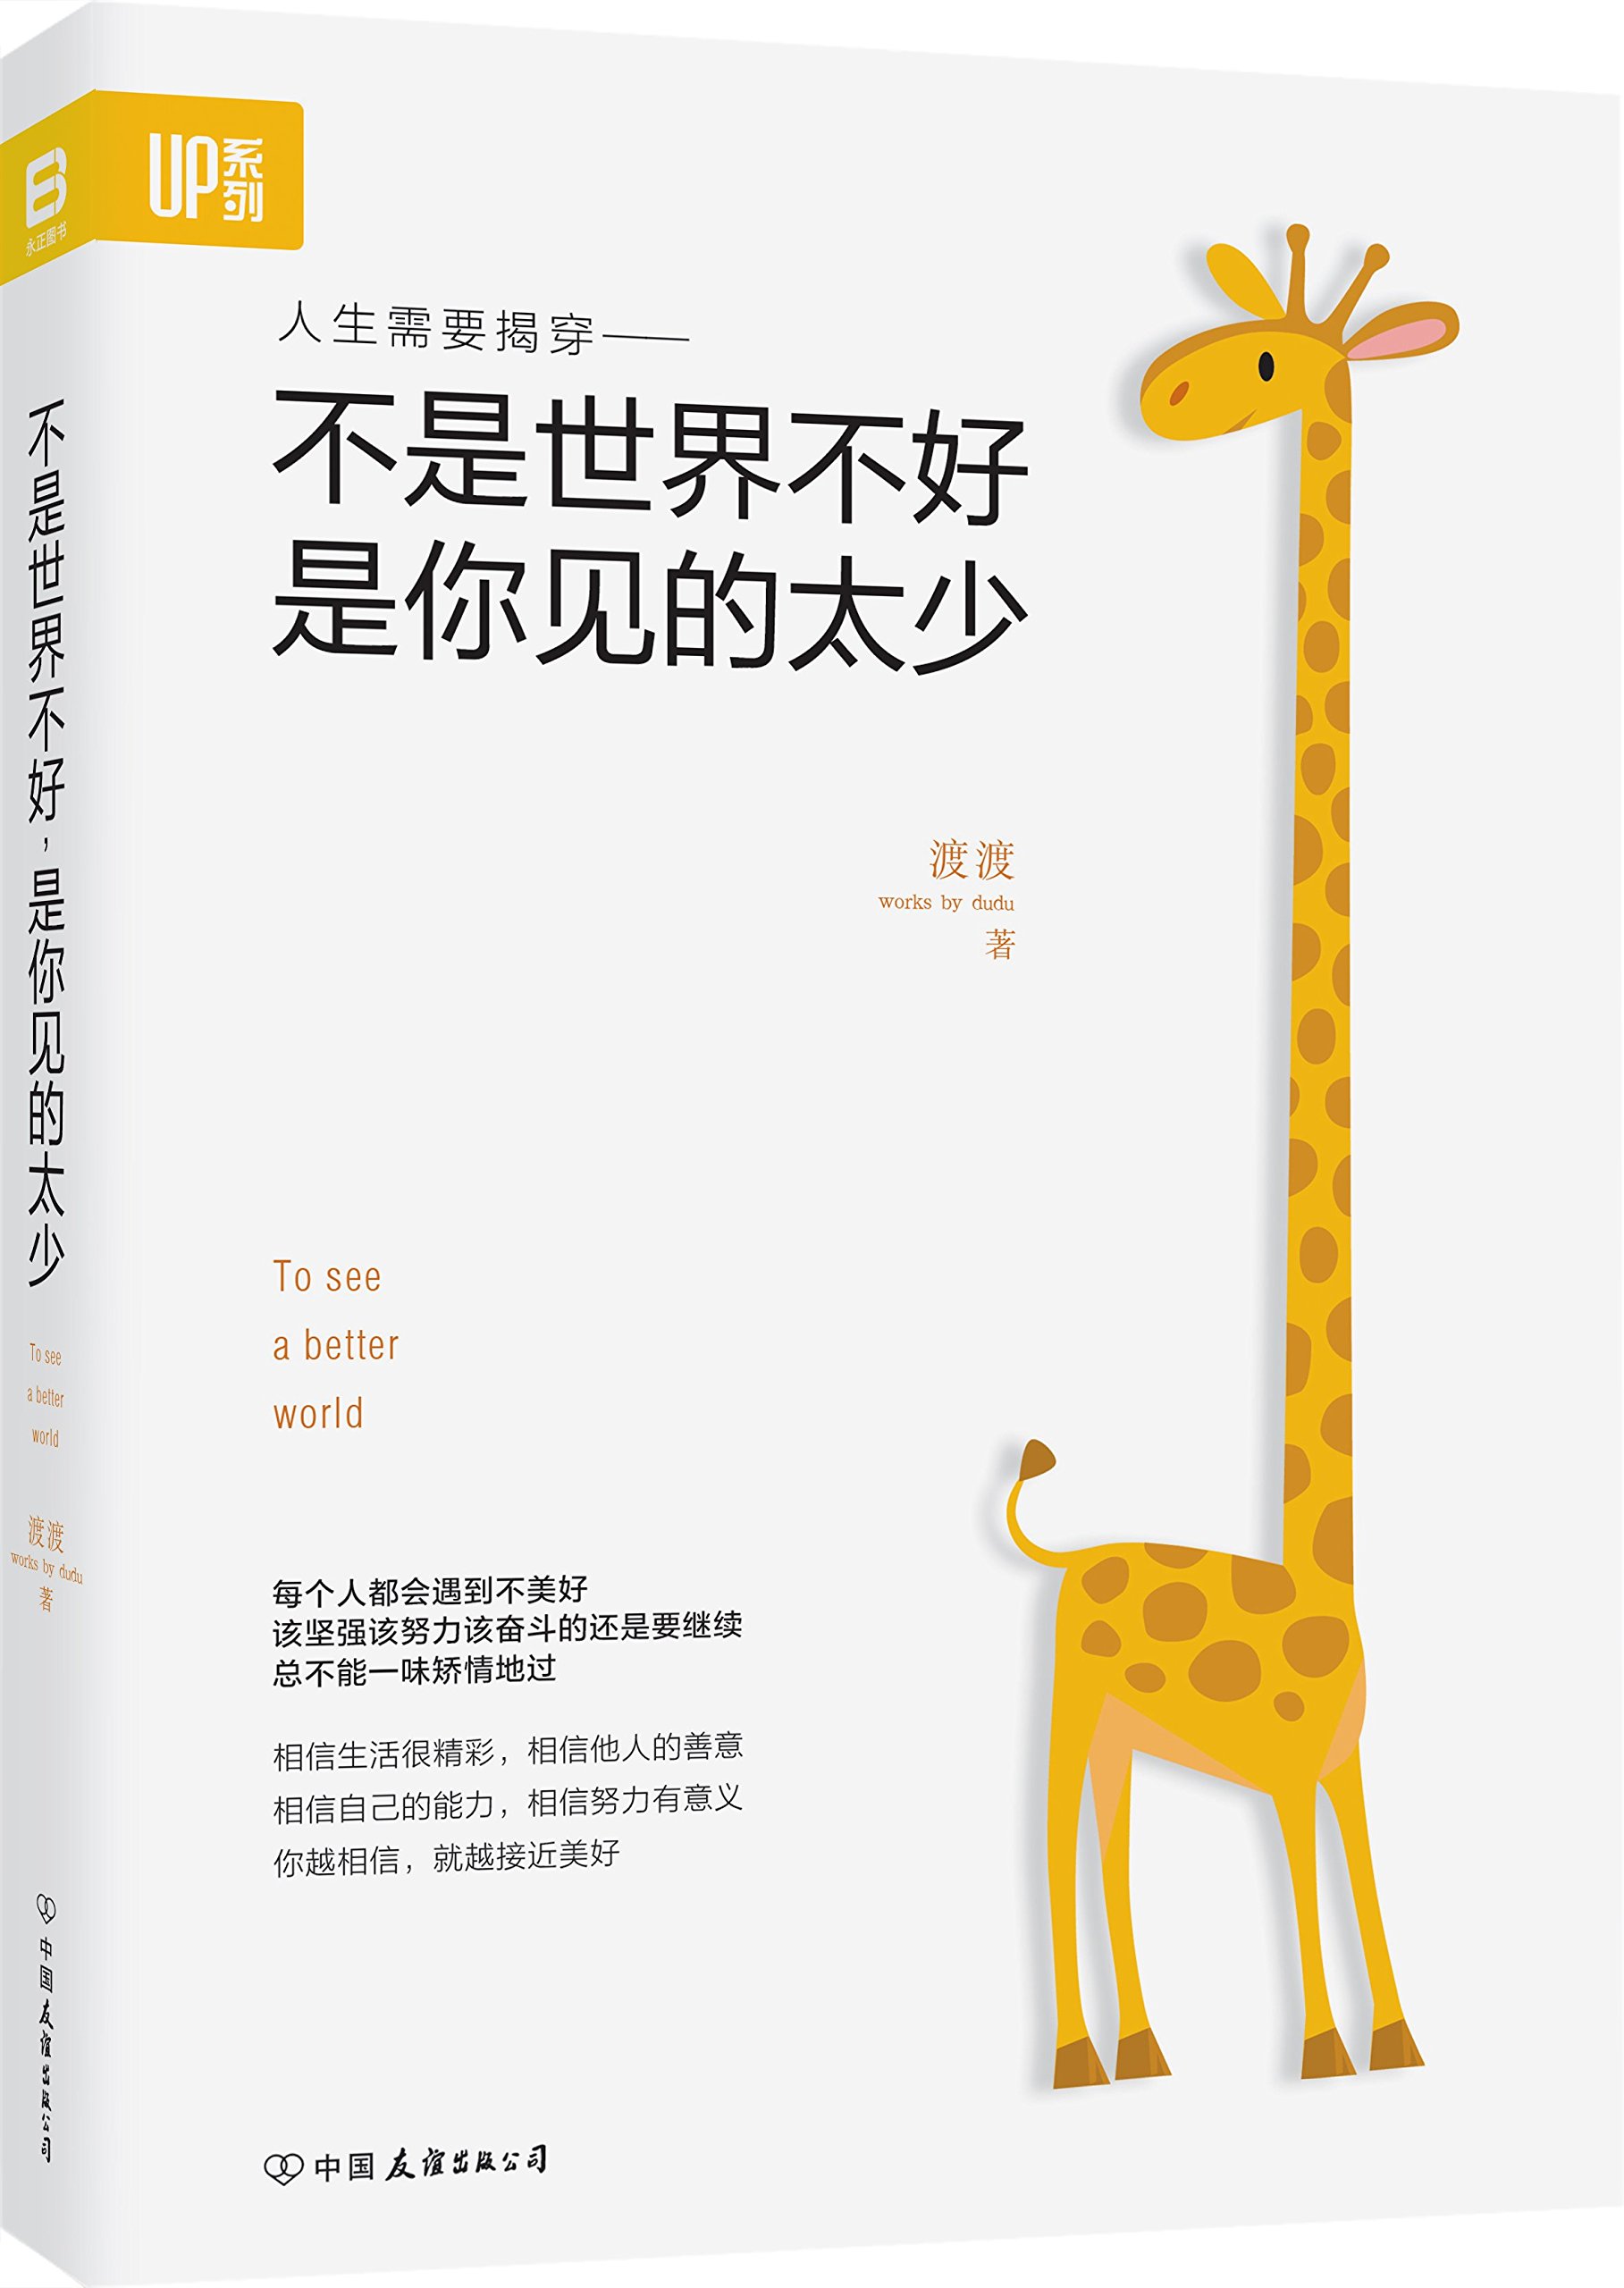 永正图书
不是世界不好,是你见的太少
To see
a better
world
渡渡
works by dudu
著
中国友谊出版公司
UP系列
人生需要揭穿——
不是世界不好
是你见的太少
渡渡
works by dudu
著
To see
a better
world
每个人都会遇到不美好
该坚强该努力该奋斗的还是要继续
总不能一味矫情地过
相信生活很精彩，相信他人的善意
相信自己的能力，相信努力有意义
你越相信，就越接近美好
中国友谊出版公司